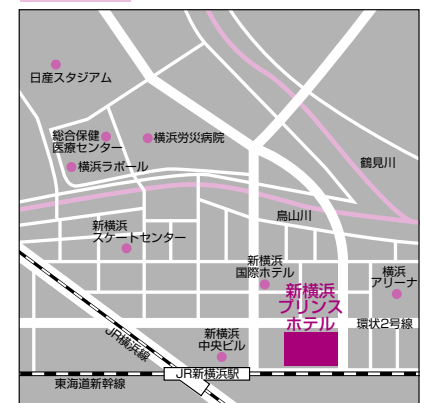 日産スタジアム
総合保健
医療センター
横浜労災病院
横浜ラポール
鶴見川
鳥山川
新横浜
スケートセンター
新横浜
国際ホテル
横浜
アリーナ
新横浜
プリンス
ホテル
環状2号線
JR横浜線
新横浜
中央ビル
JR新横浜駅
東海道新幹線